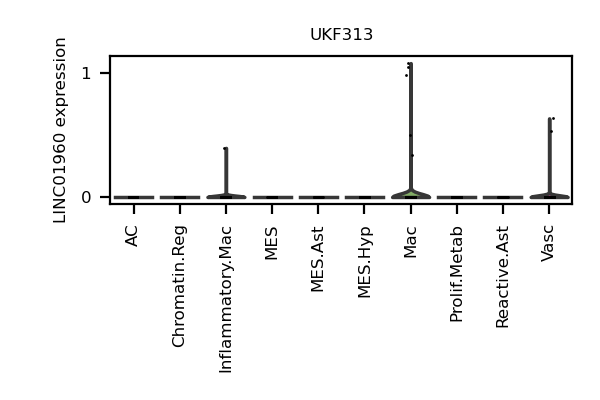 UKF313
LINC01960 expression
1
0
AC
Chromatin.Reg
Inflammatory.Mac
MES
MES.Ast
MES.Hyp
Mac
Prolif.Metab
Reactive.Ast
Vasc